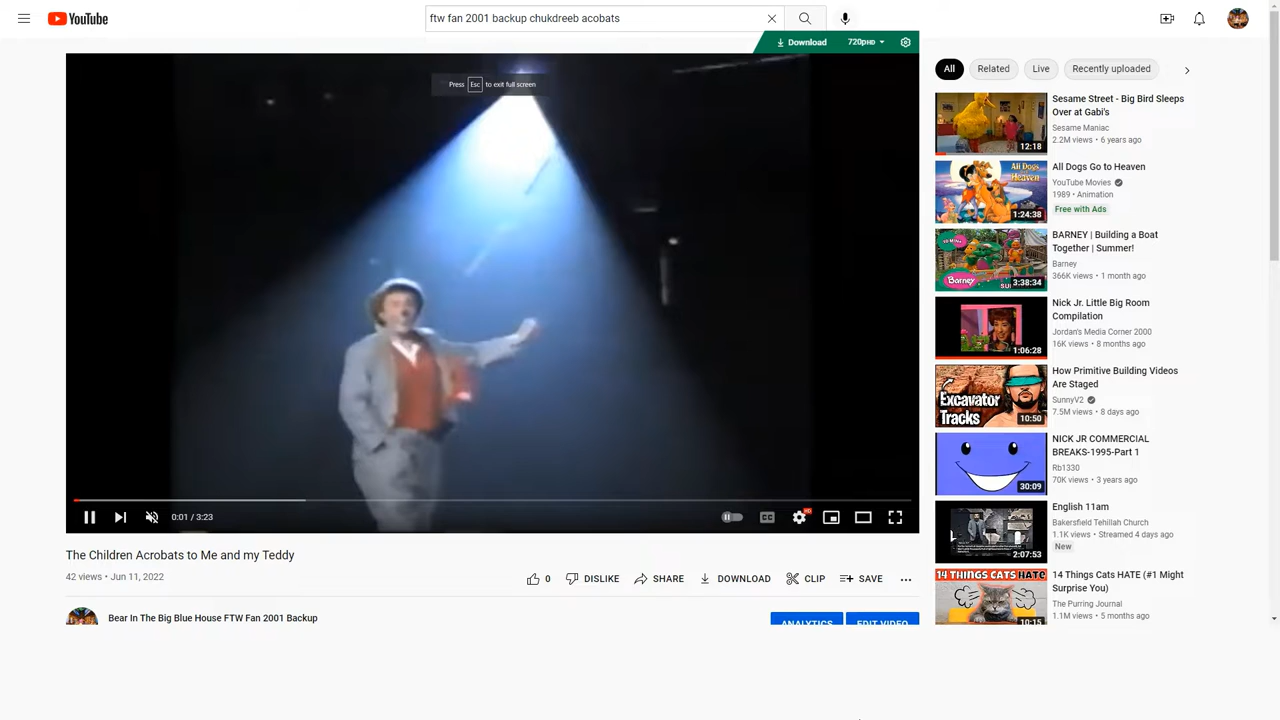 YouTube
ftw fan 2001 backup chukdreeb acobats
Download 720p HD
Press Esc to exit full screen
0:01 / 3:23
CC
HD
The Children Acrobats to Me and my Teddy
42 views • Jun 11, 2022
0 DISLIKE SHARE DOWNLOAD CLIP SAVE
Bear In The Big Blue House FTW Fan 2001 Backup
ANALYTICS EDIT VIDEO
All Related Live Recently uploaded
Sesame Street - Big Bird Sleeps
Over at Gabi's
Sesame Maniac
2.2M views • 6 years ago
12:18
All Dogs Go to Heaven
YouTube Movies
1989 • Animation
Free with Ads
All Dogs
Go to
Heaven
1:24:38
BARNEY | Building a Boat
Together | Summer!
Barney
366K views • 1 month ago
Barney
3:38:34
Nick Jr. Little Big Room
Compilation
Jordan's Media Corner 2000
16K views • 8 months ago
1:06:28
How Primitive Building Videos
Are Staged
SunnyV2
7.5M views • 8 days ago
Excavator
Tracks
10:50
NICK JR COMMERCIAL
BREAKS-1995-Part 1
Rb1330
70K views • 3 years ago
30:09
English 11am
Bakersfield Tehillah Church
1.1K views • Streamed 4 days ago
New
2:07:53
14 Things Cats HATE (#1 Might
Surprise You)
The Purring Journal
1.1M views • 5 months ago
14 THINGS CATS HATE
10:15